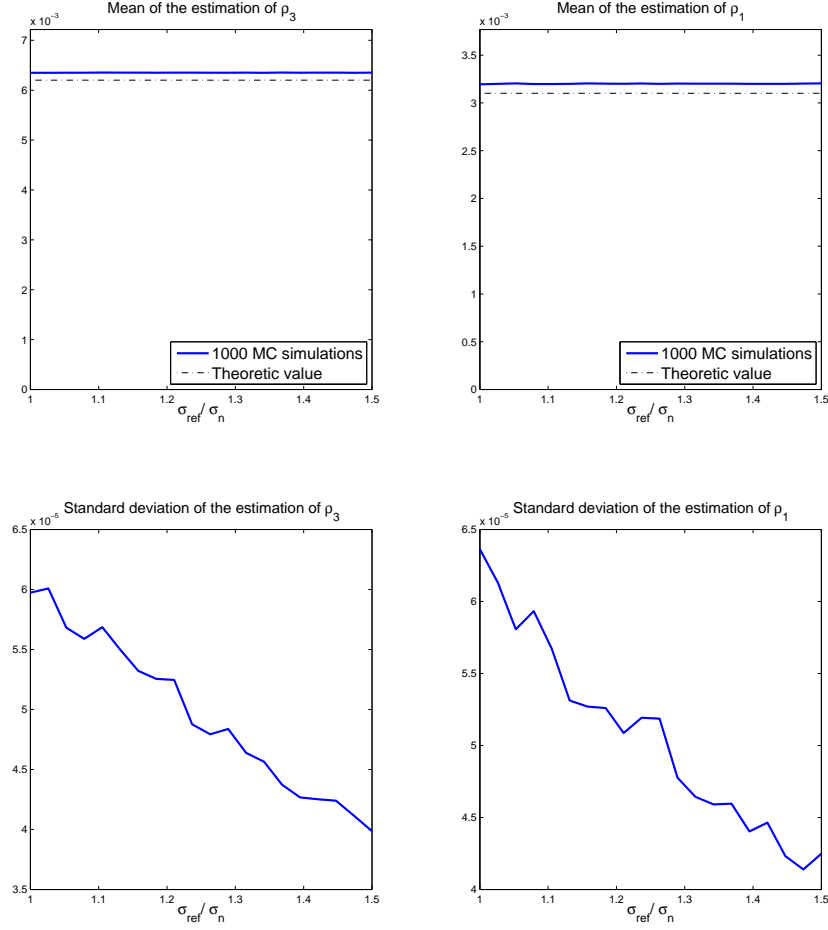 Mean of the estimation of ρ3
x 10⁻³
7
6
5
4
3
2
1
0
1 1.1 1.2 1.3 1.4 1.5
σref/ σn
1000 MC simulations
Theoretic value
Mean of the estimation of ρ1
x 10⁻³
3.5
3
2.5
2
1.5
1
0.5
0
1 1.1 1.2 1.3 1.4 1.5
σref/ σn
1000 MC simulations
Theoretic value
Standard deviation of the estimation of ρ3
x 10⁻⁵
6.5
6
5.5
5
4.5
4
3.5
1 1.1 1.2 1.3 1.4 1.5
σref/ σn
Standard deviation of the estimation of ρ1
x 10⁻⁵
6.5
6
5.5
5
4.5
4
1 1.1 1.2 1.3 1.4 1.5
σref/ σn